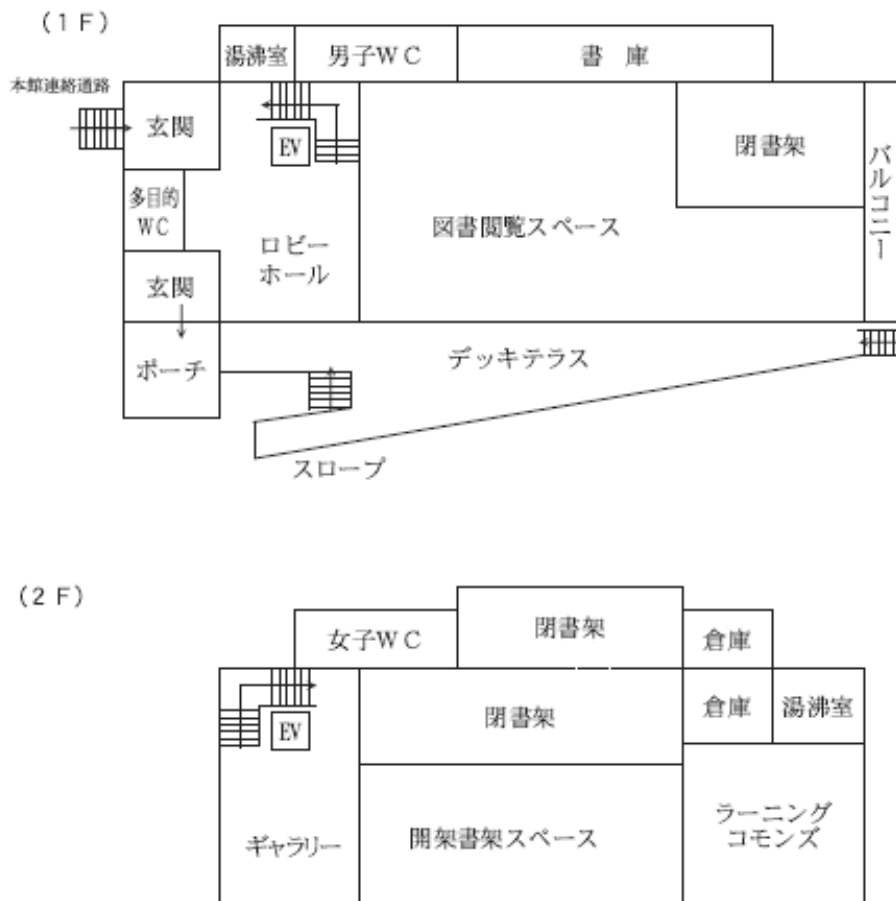 (1F)
湯沸室
男子WC
書 庫
本館連絡通路
玄関
EV
閉書架
バルコニー
多目的
WC
図書閲覧スペース
ロビー
ホール
玄関
ポーチ
デッキテラス
スロープ
(2F)
女子WC
閉書架
倉庫
閉書架
倉庫
湯沸室
EV
ギャラリー
開架書架スペース
ラーニング
コモンズ